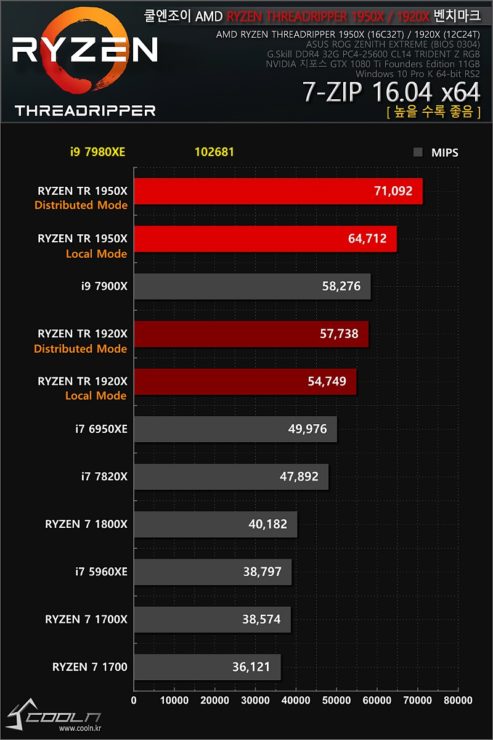 쿨엔조이 AMD RYZEN THREADRIPPER 1950X / 1920X 벤치마크
AMD RYZEN THREADRIPPER 1950X (16C32T) / 1920X (12C24T)
ASUS ROG ZENITH EXTREME (BIOS 0304)
G.Skill DDR4 32G PC4-25600 CL14 TRIDENT Z RGB
NVIDIA 지포스 GTX 1080 Ti Founders Edition 11GB
Windows 10 Pro K 64-bit RS2
RYZEN
THREADRIPPER
7-ZIP 16.04 x64
[ 높을 수록 좋음 ]
i9 7980XE 102681
MIPS
RYZEN TR 1950X 71,092
Distributed Mode
RYZEN TR 1950X 64,712
Local Mode
i9 7900X 58,276
RYZEN TR 1920X 57,738
Distributed Mode
RYZEN TR 1920X 54,749
Local Mode
i7 6950XE 49,976
i7 7820X 47,892
RYZEN 7 1800X 40,182
i7 5960XE 38,797
RYZEN 7 1700X 38,574
RYZEN 7 1700 36,121
0 10000 20000 30000 40000 50000 60000 70000 80000
COOLN
www.cooln.kr